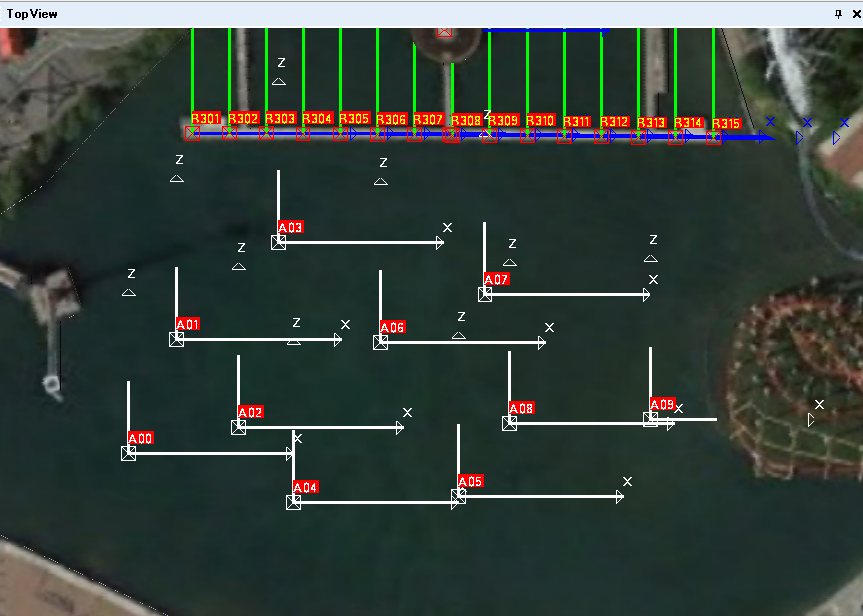 Top View
Z
R301 R302 R303 R304 R305 R306 R307 R308 R309 R310 R311 R312 R313 R314 R315
Z X X X
Z Z
A03 X
Z Z Z
Z A07 X
A01 Z X A06 Z X
A02 X A08 A09 X X
A00 X
A04 A05 X